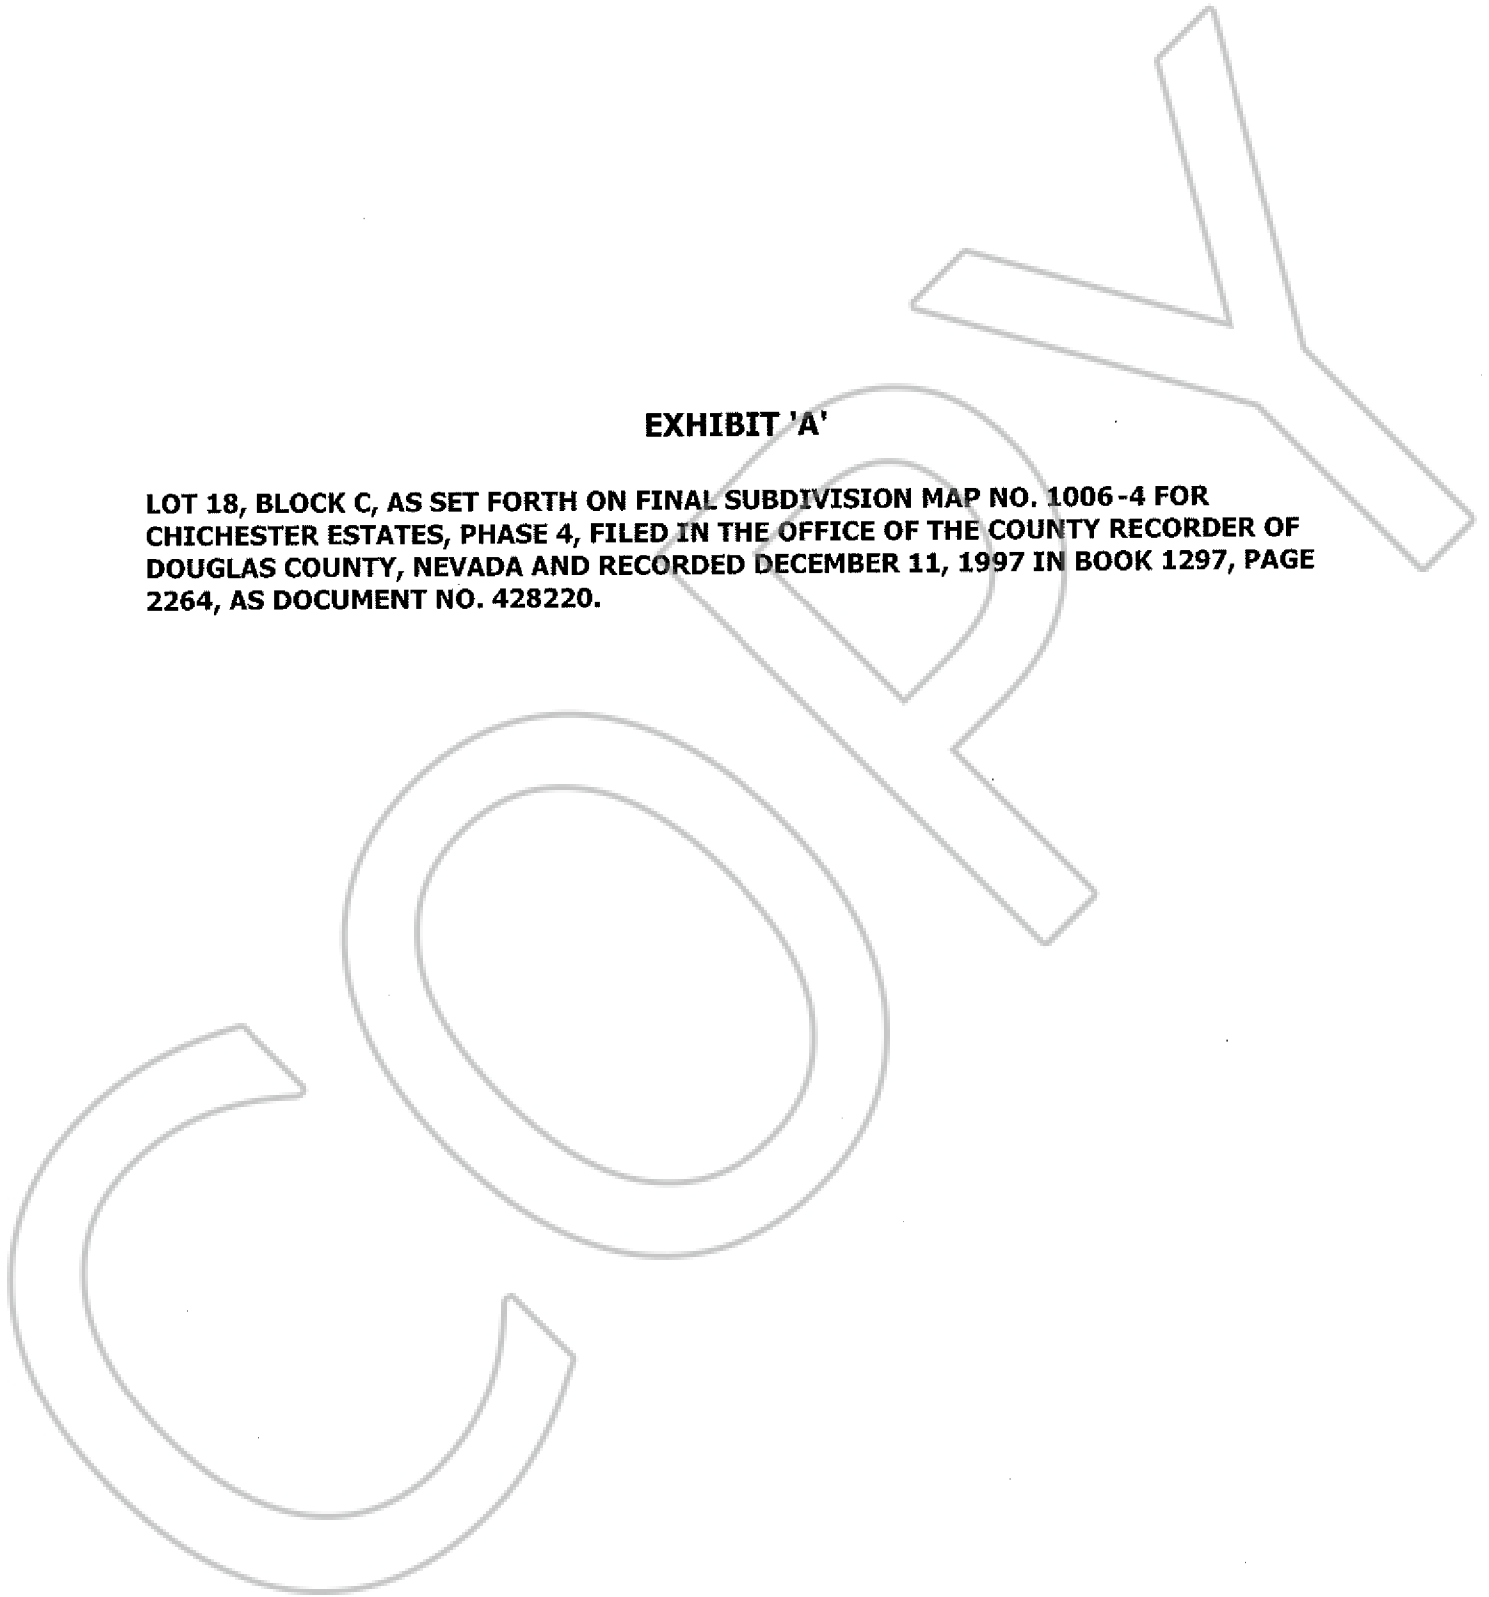 EXHIBIT 'A'
LOT 18, BLOCK C, AS SET FORTH ON FINAL SUBDIVISION MAP NO. 1006-4 FOR
CHICHESTER ESTATES, PHASE 4, FILED IN THE OFFICE OF THE COUNTY RECORDER OF
DOUGLAS COUNTY, NEVADA AND RECORDED DECEMBER 11, 1997 IN BOOK 1297, PAGE
2264, AS DOCUMENT NO. 428220.
COPY